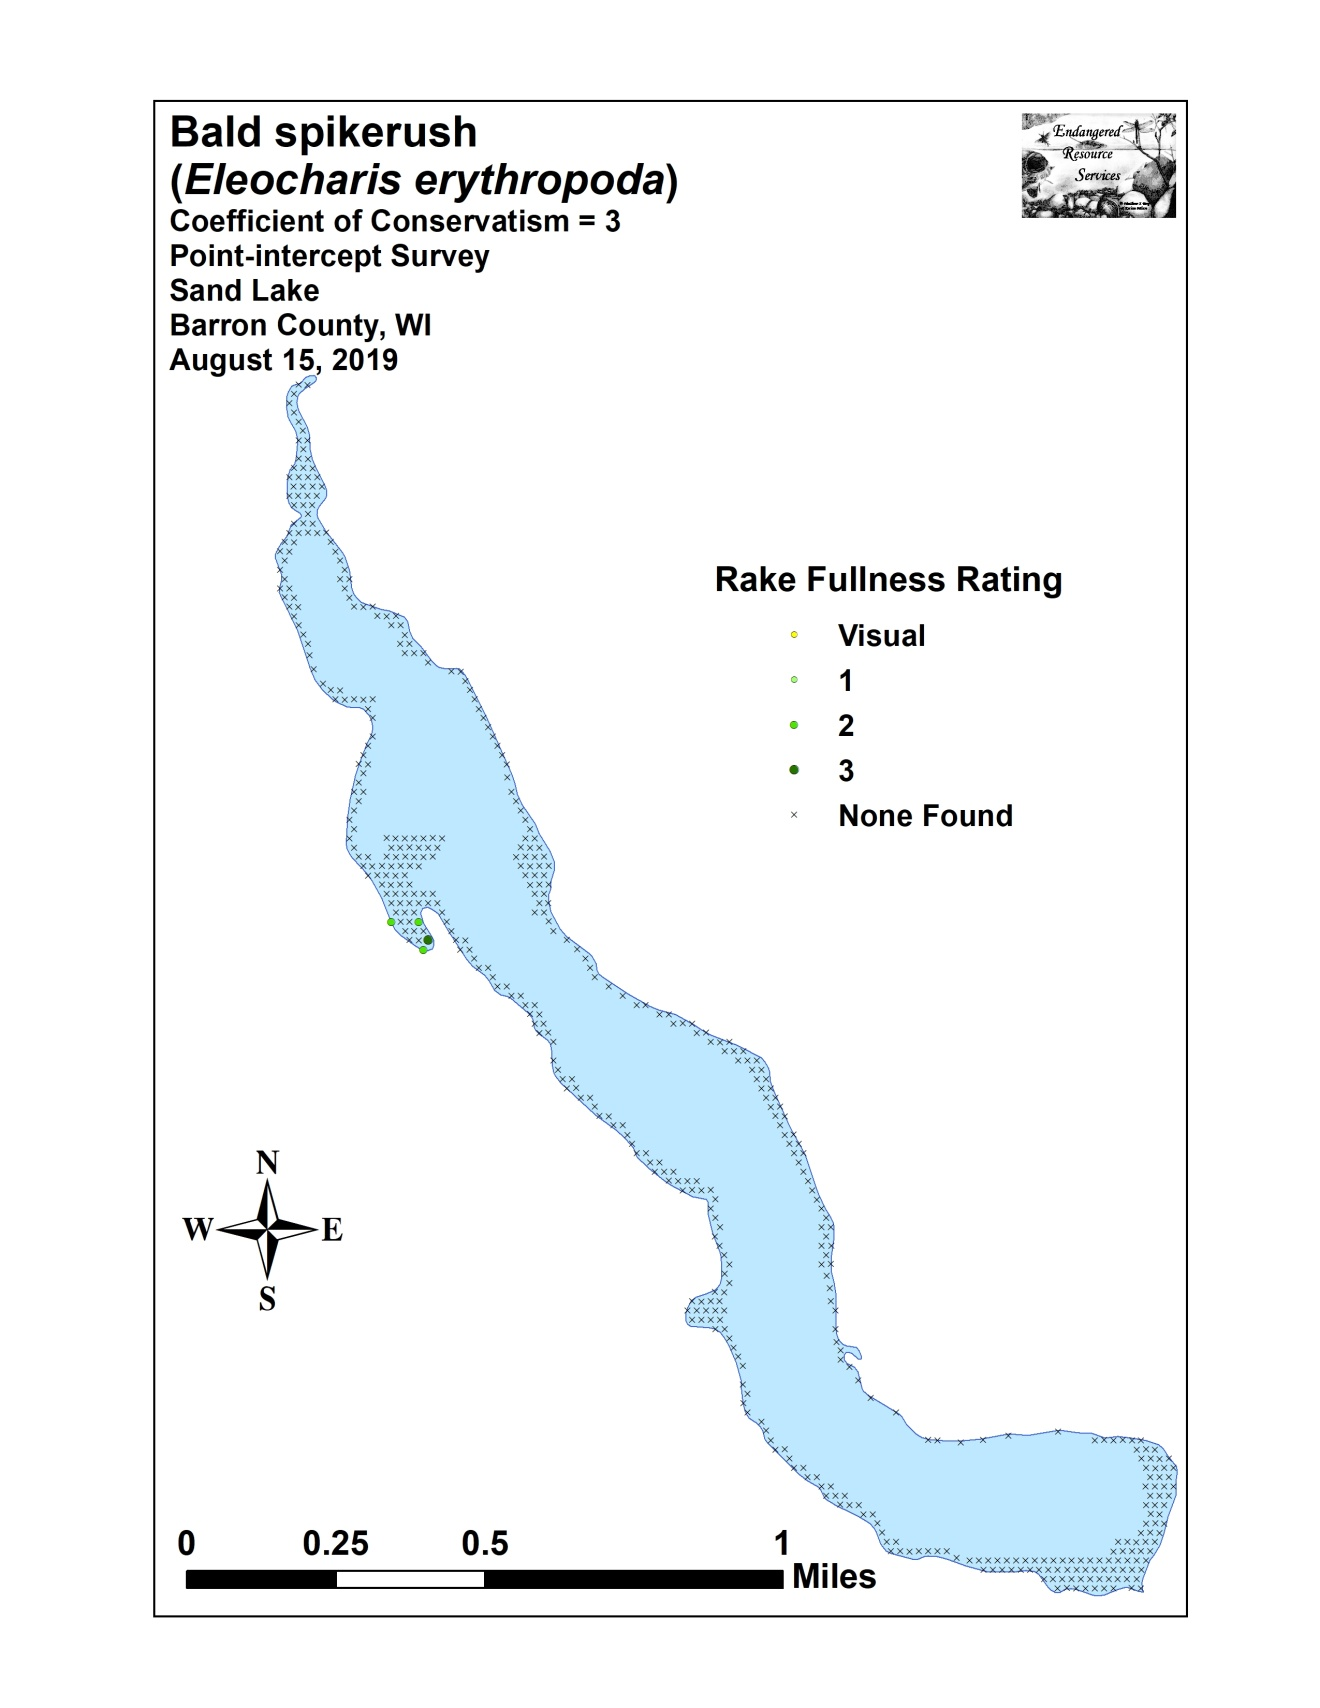 Bald spikerush
(Eleocharis erythropoda)
Coefficient of Conservatism = 3
Point-intercept Survey
Sand Lake
Barron County, WI
August 15, 2019
Endangered
Resource
Services
Rake Fullness Rating
Visual
1
2
3
None Found
N
W E
S
0 0.25 0.5 1
Miles